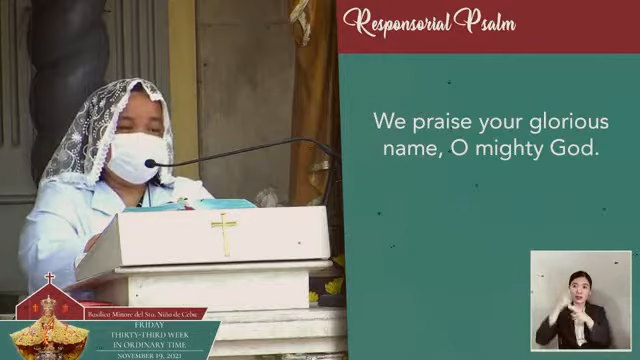 Responsorial Psalm
We praise your glorious
name, O mighty God.
Basilica Minore del Sto. Niño de Cebu
FRIDAY
THIRTY-THIRD WEEK
IN ORDINARY TIME
NOVEMBER 19, 2021